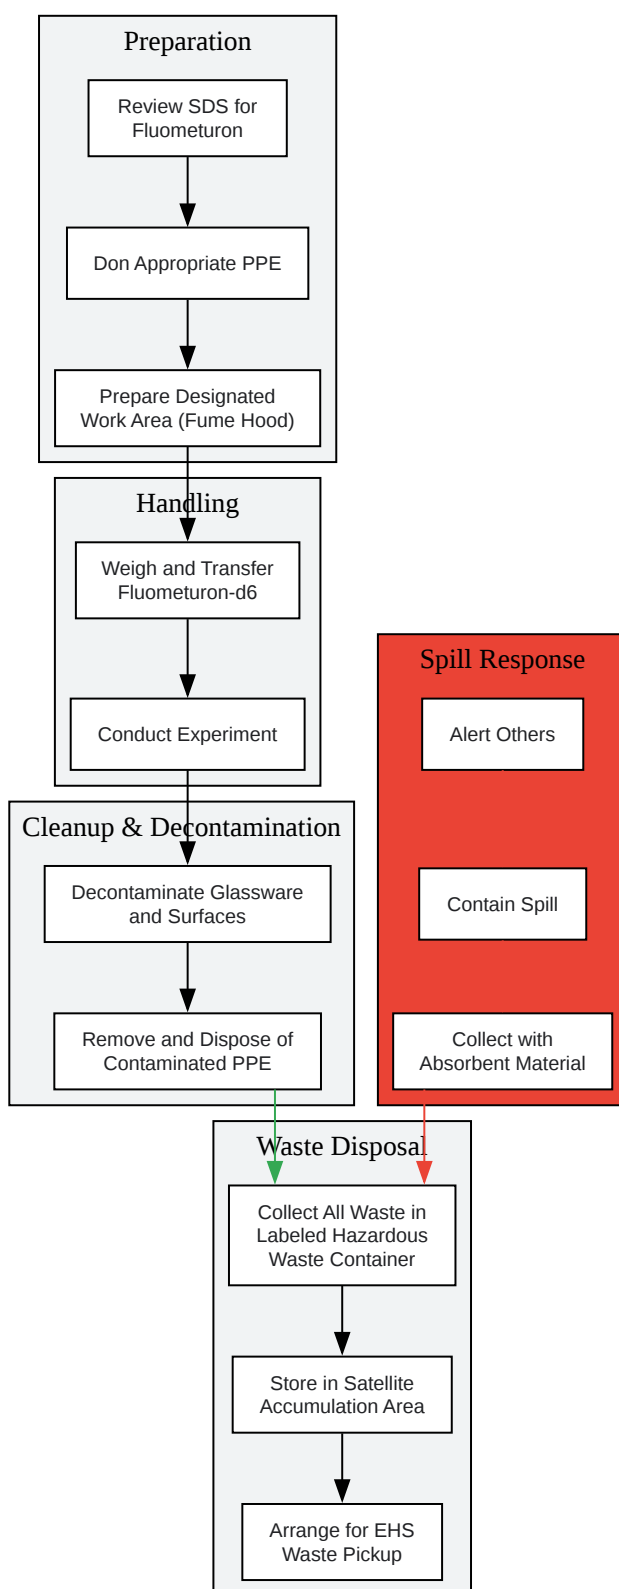 Preparation
Review SDS for
Fluometuron
Don Appropriate PPE
Prepare Designated
Work Area (Fume Hood)
Handling
Weigh and Transfer
Fluometuron-d6
Conduct Experiment
Spill Response
Alert Others
Contain Spill
Collect with
Absorbent Material
Cleanup & Decontamination
Decontaminate Glassware
and Surfaces
Remove and Dispose of
Contaminated PPE
Waste Disposal
Collect All Waste in
Labeled Hazardous
Waste Container
Store in Satellite
Accumulation Area
Arrange for EHS
Waste Pickup